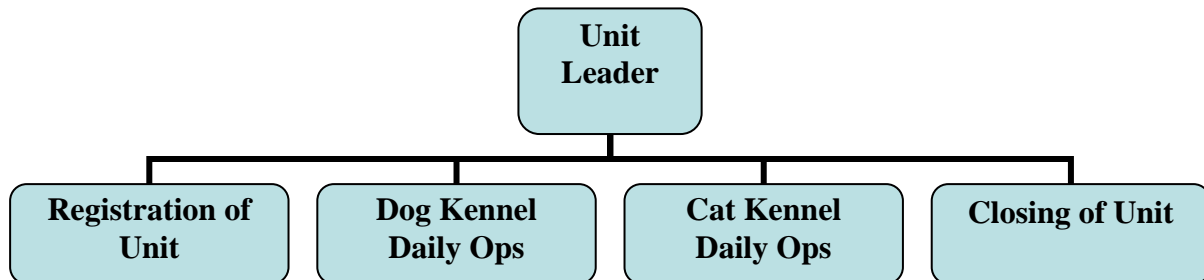 Unit
Leader
Registration of
Unit
Dog Kennel
Daily Ops
Cat Kennel
Daily Ops
Closing of Unit